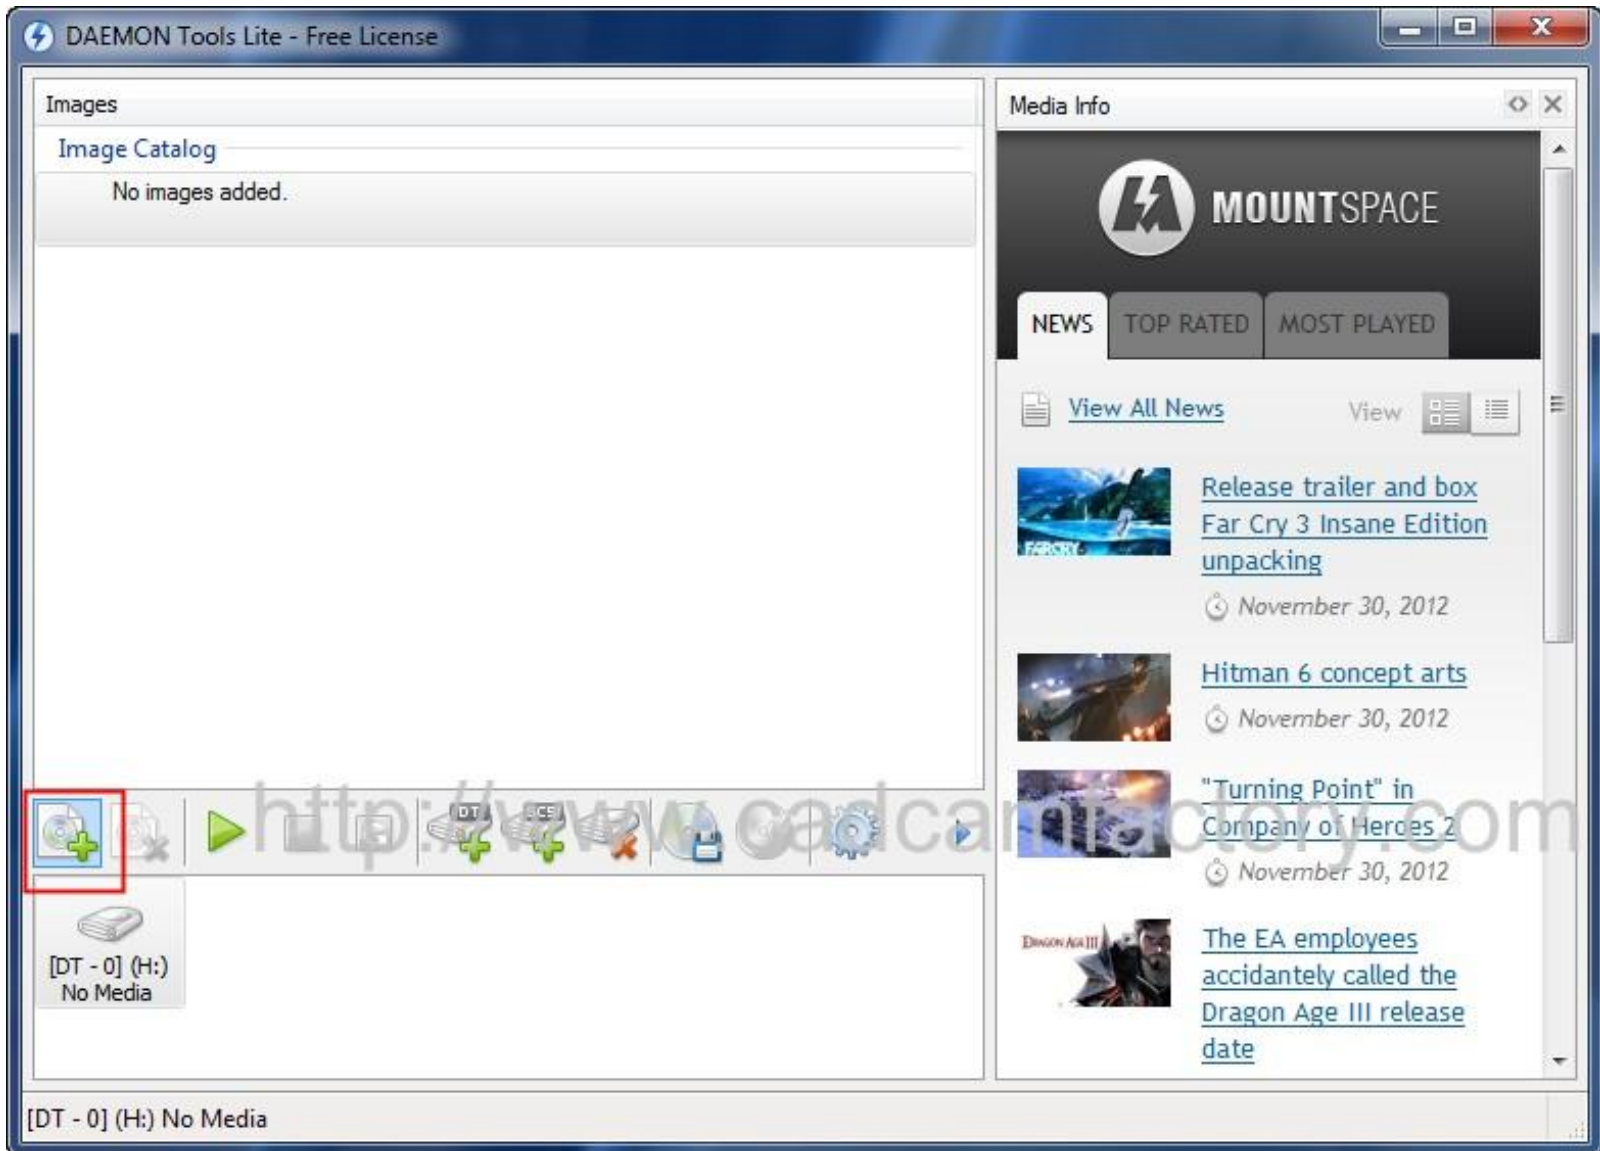 DAEMON Tools Lite - Free License
Images
Image Catalog
No images added.
DT
SCSI
[DT - 0] (H:)
No Media
Media Info
MOUNTSPACE
NEWS
TOP RATED
MOST PLAYED
View All News
View
FARCRY
Release trailer and box
Far Cry 3 Insane Edition
unpacking
November 30, 2012
Hitman 6 concept arts
November 30, 2012
"Turning Point" in
Company of Heroes 2
November 30, 2012
DRAGON AGE III
The EA employees
accidantely called the
Dragon Age III release
date
http://www.cadcamfactory.com
[DT - 0] (H:) No Media